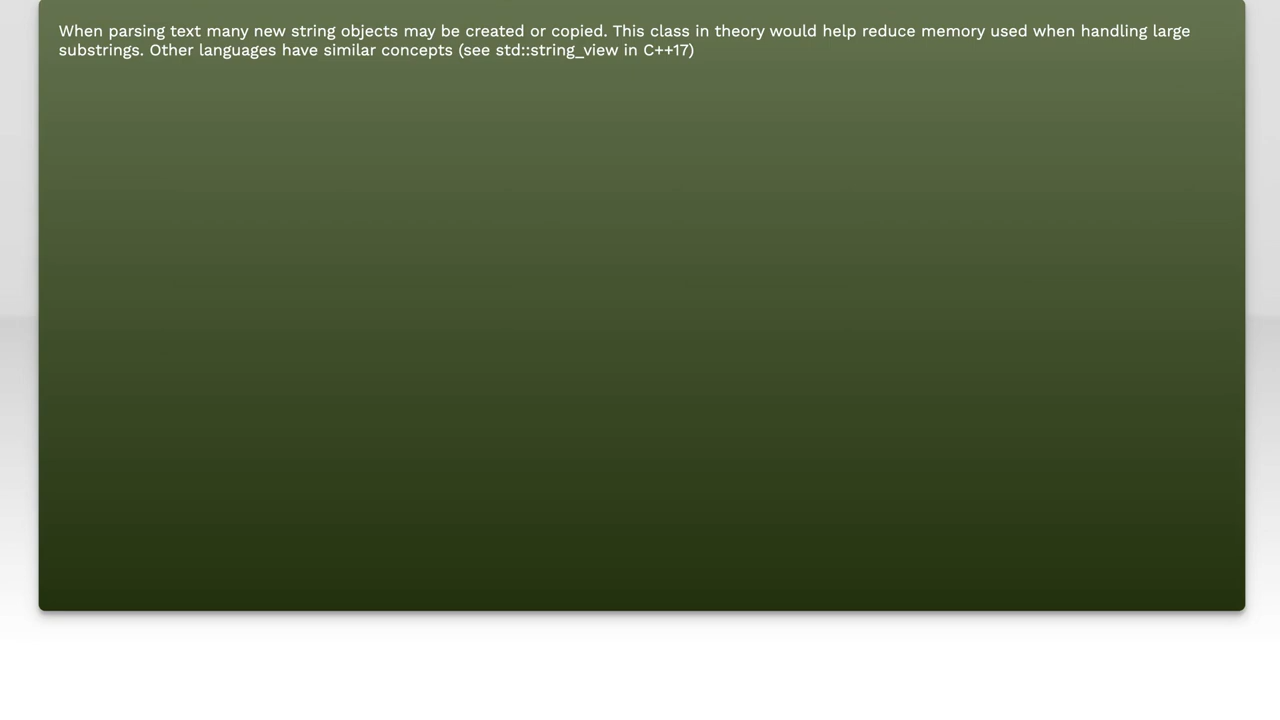 When parsing text many new string objects may be created or copied. This class in theory would help reduce memory used when handling large
substrings. Other languages have similar concepts (see std::string_view in C++17)